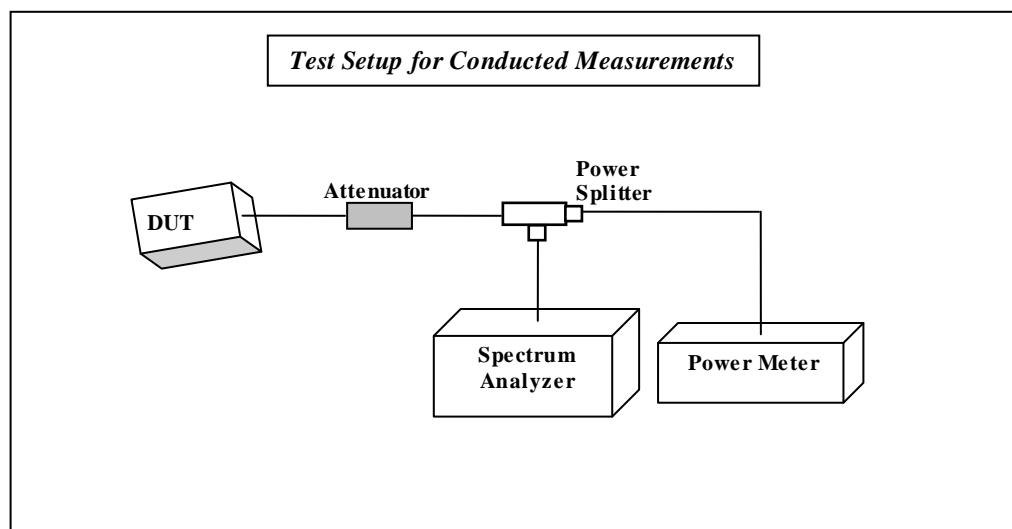 Test Setup for Conducted Measurements
Power
Splitter
Attenuator
DUT
Spectrum
Analyzer
Power Meter